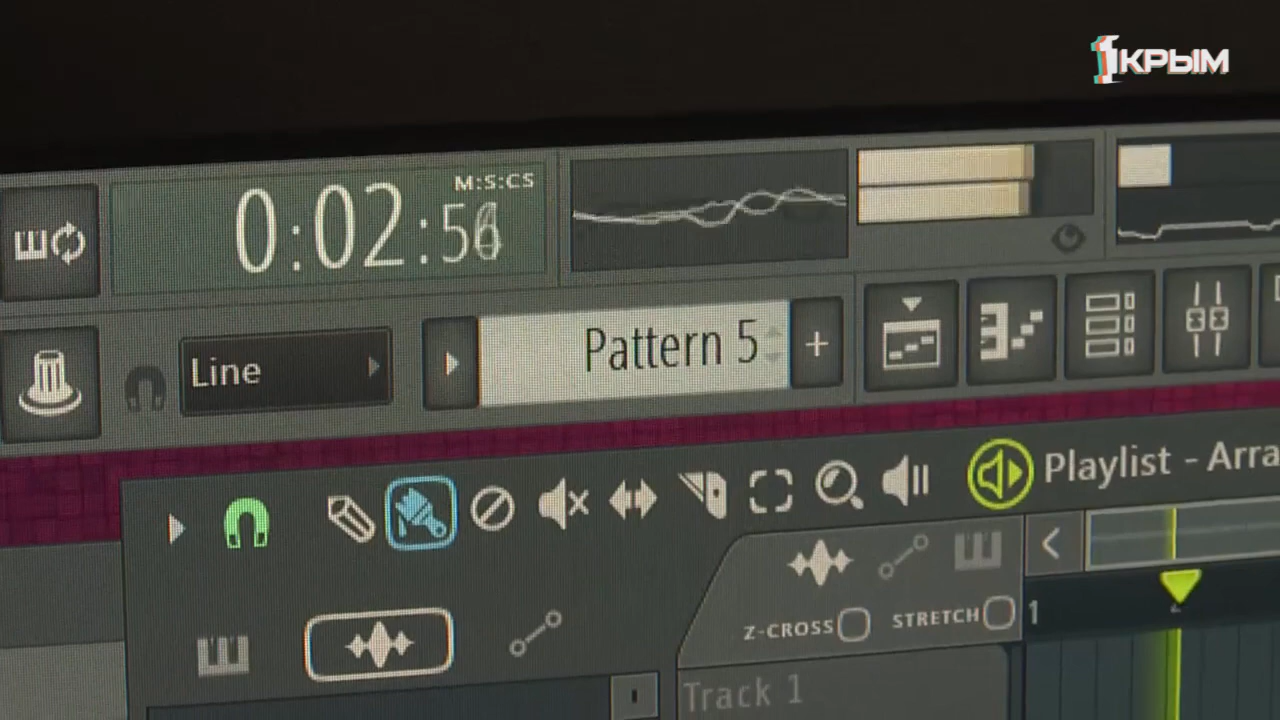 1КРЫМ
M:S:CS
0:02:56
Line
Pattern 5
+
Playlist - Arra
Z-CROSS
STRETCH
1
Track 1